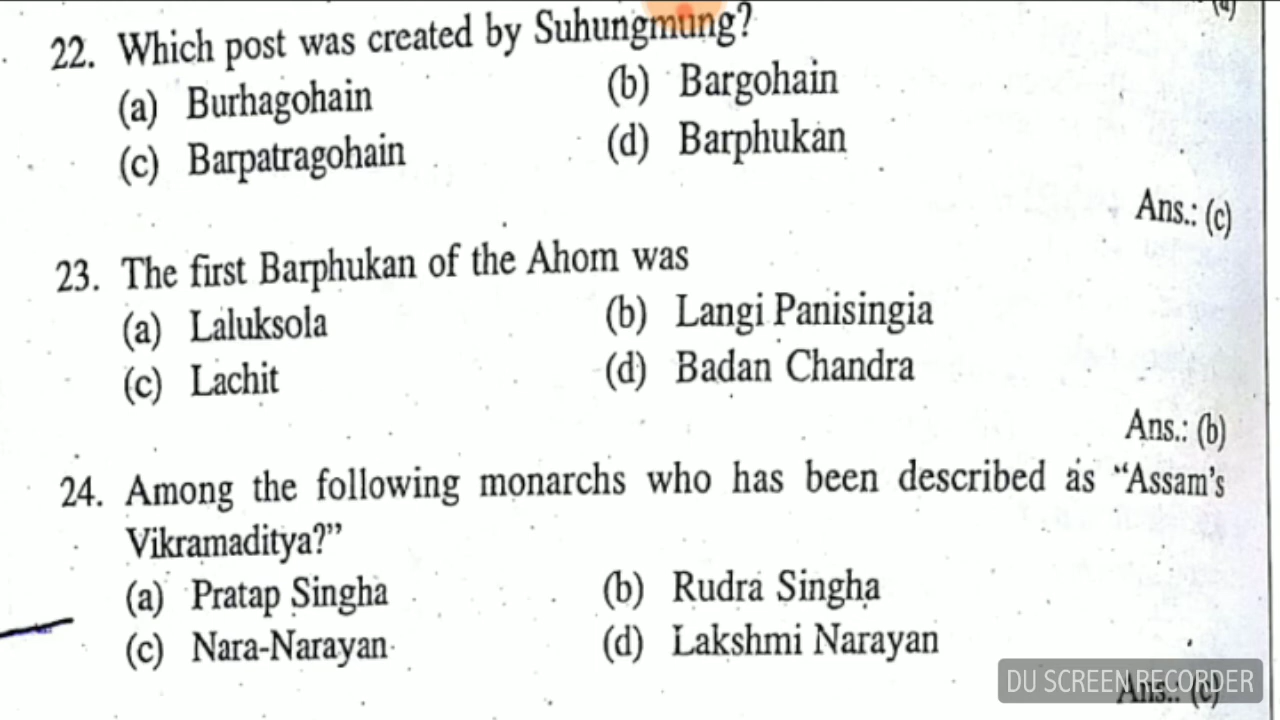 (d)
22. Which post was created by Suhungmung?
(a) Burhagohain (b) Bargohain
(c) Barpatragohain (d) Barphukan
Ans.: (c)
23. The first Barphukan of the Ahom was
(a) Laluksola (b) Langi Panisingia
(c) Lachit (d) Badan Chandra
Ans.: (b)
24. Among the following monarchs who has been described as “Assam's
Vikramaditya?”
(a) Pratap Singha (b) Rudra Singha
(c) Nara-Narayan (d) Lakshmi Narayan
Ans.: (c)
DU SCREEN RECORDER